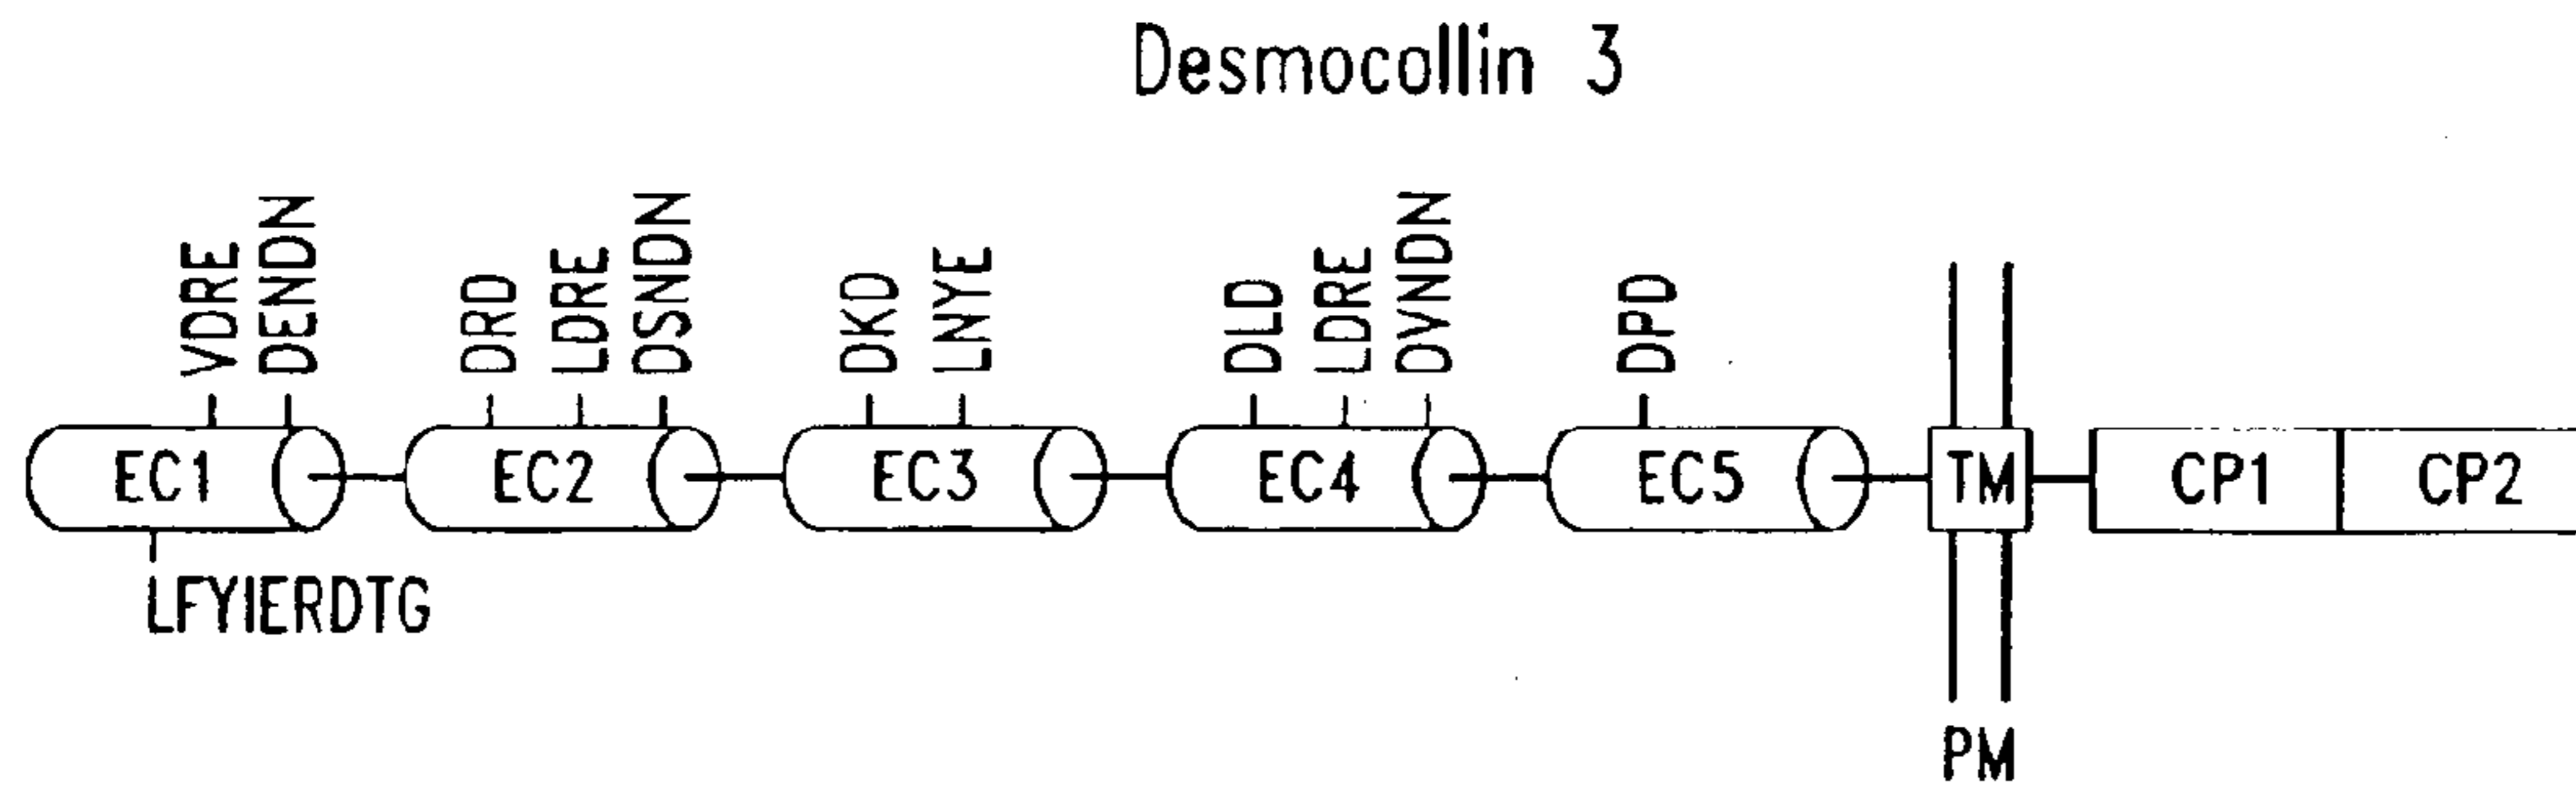 Desmocollin 3
VDRE
DENDN
DRD
LDRE
DSNDN
DKD
LNYE
DLD
LDRE
DVNDN
DPD
EC1
EC2
EC3
EC4
EC5
TM
CP1
CP2
LFYIERDTG
PM